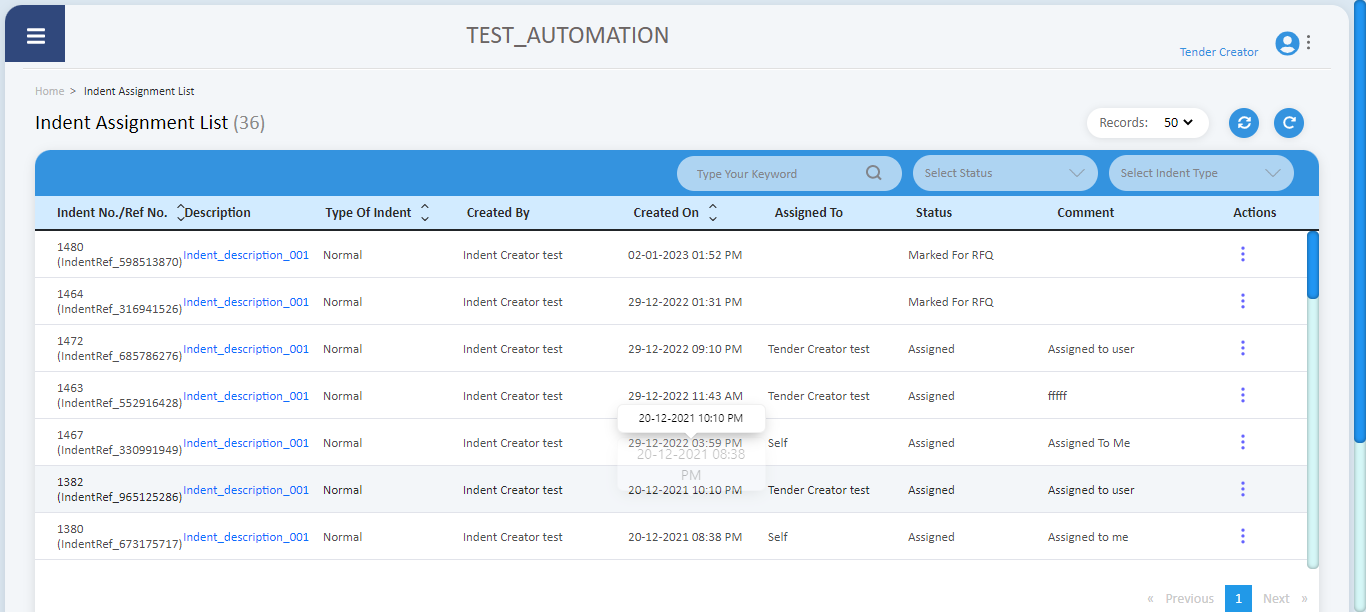 TEST_AUTOMATION
Tender Creator
Home > Indent Assignment List
Indent Assignment List (36)
Records: 50
Type Your Keyword
Select Status
Select Indent Type
Indent No./Ref No. Description Type Of Indent Created By Created On Assigned To Status Comment Actions
1480
(IndentRef_598513870) Indent_description_001 Normal Indent Creator test 02-01-2023 01:52 PM Marked For RFQ
1464
(IndentRef_316941526) Indent_description_001 Normal Indent Creator test 29-12-2022 01:31 PM Marked For RFQ
1472
(IndentRef_685786276) Indent_description_001 Normal Indent Creator test 29-12-2022 09:10 PM Tender Creator test Assigned Assigned to user
1463
(IndentRef_552916428) Indent_description_001 Normal Indent Creator test 29-12-2022 11:43 AM Tender Creator test Assigned fffff
20-12-2021 10:10 PM
1467
(IndentRef_330991949) Indent_description_001 Normal Indent Creator test 29-12-2022 03:59 PM Self Assigned Assigned To Me
20-12-2021 08:38
PM
1382
(IndentRef_965125286) Indent_description_001 Normal Indent Creator test 20-12-2021 10:10 PM Tender Creator test Assigned Assigned to user
1380
(IndentRef_673175717) Indent_description_001 Normal Indent Creator test 20-12-2021 08:38 PM Self Assigned Assigned to me
« Previous 1 Next »